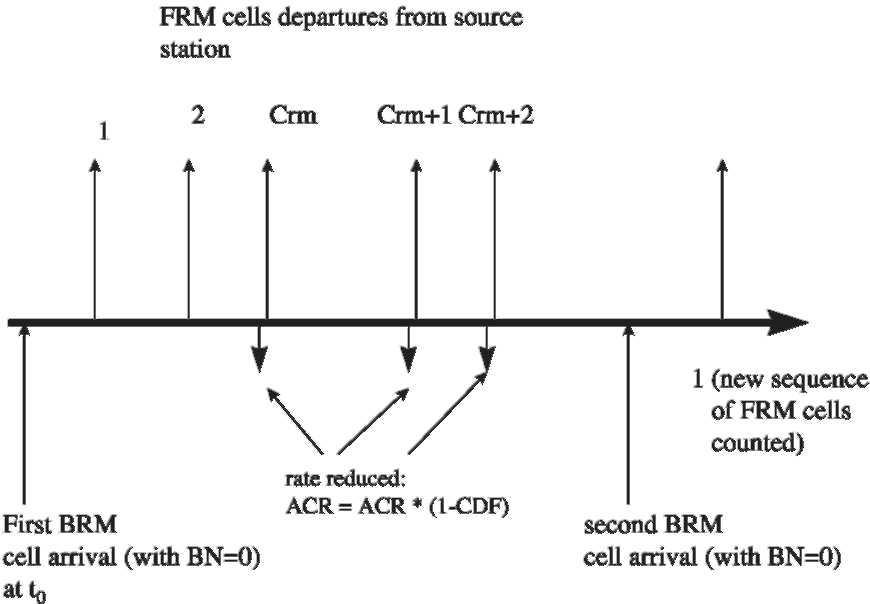 FRM cells departures from source
station
1
2
Crm
Crm+1 Crm+2
1 (new sequence
of FRM cells
counted)
rate reduced:
ACR = ACR * (1-CDF)
First BRM
cell arrival (with BN=0)
at t₀
second BRM
cell arrival (with BN=0)